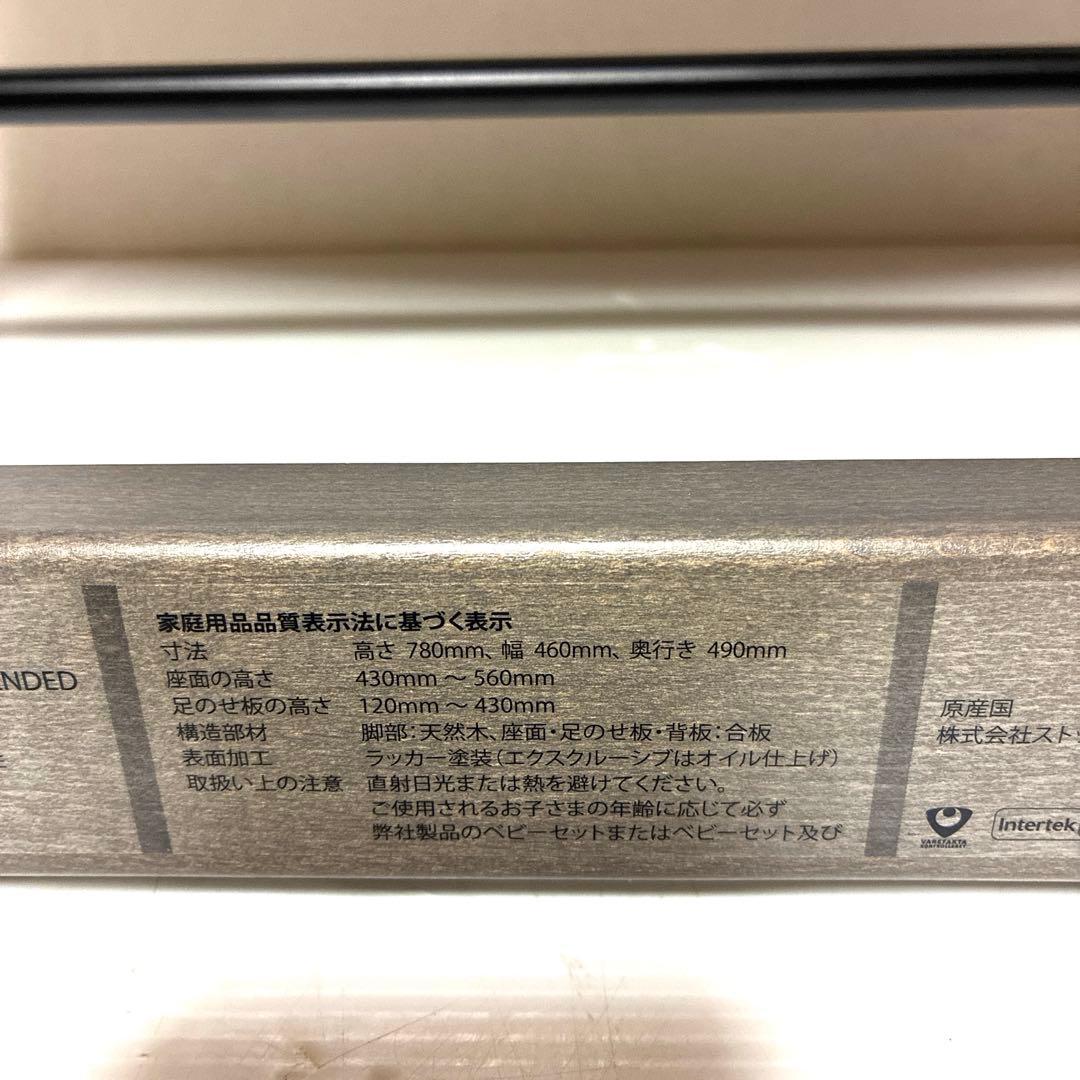 ENDED
家庭用品品質表示法に基づく表示
寸法 高さ 780mm、幅 460mm、奥行き 490mm
座面の高さ 430mm ～ 560mm
足のせ板の高さ 120mm ～ 430mm
構造部材 脚部:天然木、座面・足のせ板・背板:合板
表面加工 ラッカー塗装(エクスクルーシブはオイル仕上げ)
取扱い上の注意 直射日光または熱を避けてください。
ご使用されるお子さまの年齢に応じて必ず
弊社製品のベビーセットまたはベビーセット及び
原産国
株式会社スト
VARETAKTA
KONTROLLERET
Intertek